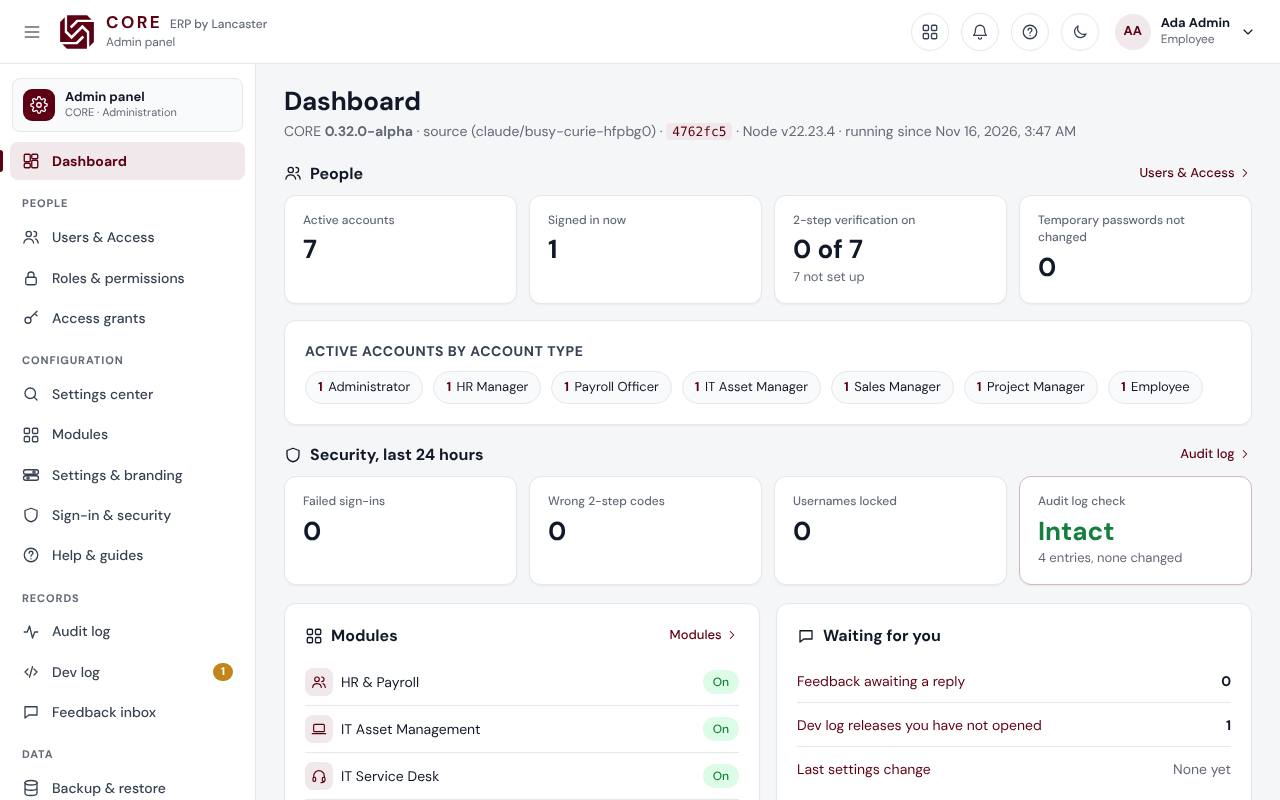 CORE ERP by Lancaster
Admin panel
AA
Ada Admin
Employee
Admin panel
CORE · Administration
Dashboard
PEOPLE
Users & Access
Roles & permissions
Access grants
CONFIGURATION
Settings center
Modules
Settings & branding
Sign-in & security
Help & guides
RECORDS
Audit log
Dev log 1
Feedback inbox
DATA
Backup & restore
Dashboard
CORE 0.32.0-alpha · source (claude/busy-curie-hfpbg0) · 4762fc5 · Node v22.23.4 · running since Nov 16, 2026, 3:47 AM
People
Users & Access
Active accounts
7
Signed in now
1
2-step verification on
0 of 7
7 not set up
Temporary passwords not
changed
0
ACTIVE ACCOUNTS BY ACCOUNT TYPE
1 Administrator
1 HR Manager
1 Payroll Officer
1 IT Asset Manager
1 Sales Manager
1 Project Manager
1 Employee
Security, last 24 hours
Audit log
Failed sign-ins
0
Wrong 2-step codes
0
Usernames locked
0
Audit log check
Intact
4 entries, none changed
Modules
Modules
HR & Payroll On
IT Asset Management On
IT Service Desk On
Waiting for you
Feedback awaiting a reply 0
Dev log releases you have not opened 1
Last settings change None yet